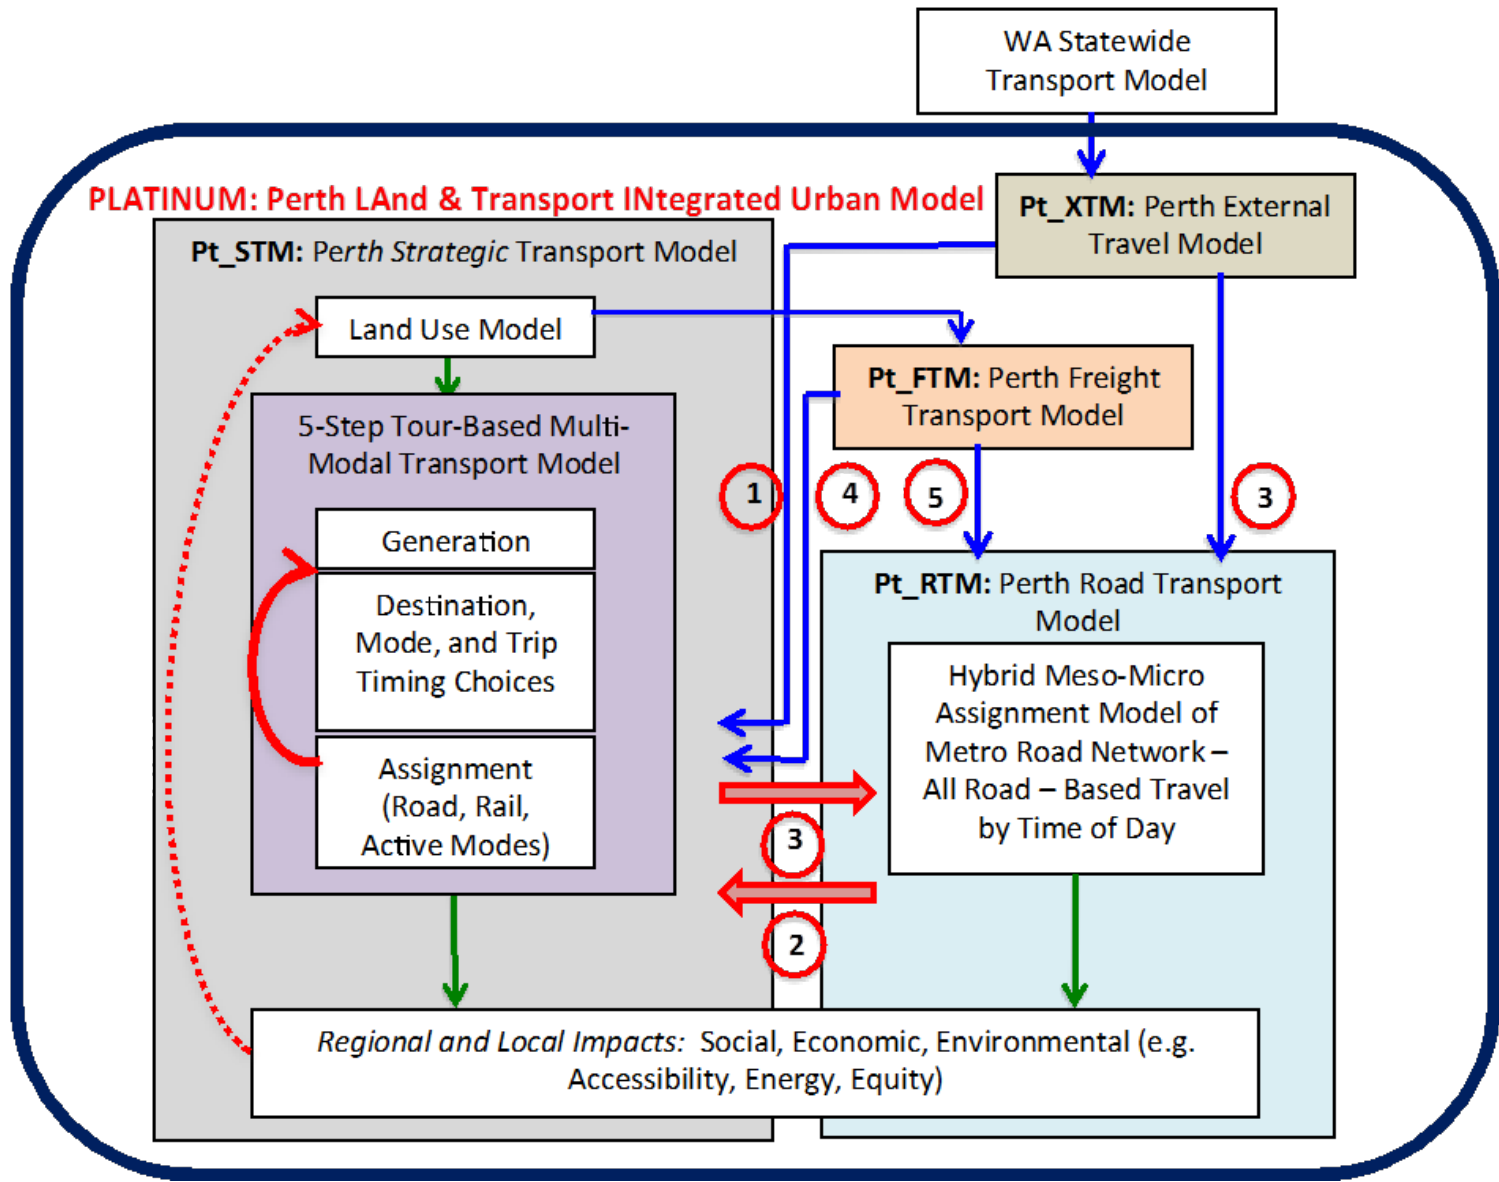 WA Statewide
Transport Model
PLATINUM: Perth LAnd & Transport INtegrated Urban Model
Pt_XTM: Perth External
Travel Model
Pt_STM: Perth Strategic Transport Model
Land Use Model
Pt_FTM: Perth Freight
Transport Model
5-Step Tour-Based Multi-
Modal Transport Model
1
4
5
3
Generation
Destination,
Mode, and Trip
Timing Choices
Assignment
(Road, Rail,
Active Modes)
Pt_RTM: Perth Road Transport
Model
Hybrid Meso-Micro
Assignment Model of
Metro Road Network –
All Road – Based Travel
by Time of Day
3
2
Regional and Local Impacts: Social, Economic, Environmental (e.g.
Accessibility, Energy, Equity)